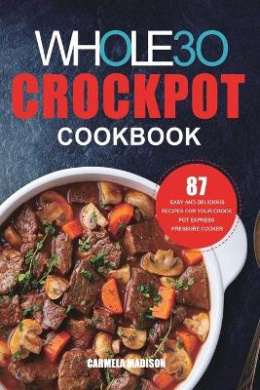 WHOLE30
CROCKPOT
COOKBOOK
87
EASY AND DELICIOUS
RECIPES FOR YOUR CROCK
POT EXPRESS
PRESSURE COOKER
CARMELA MADISON